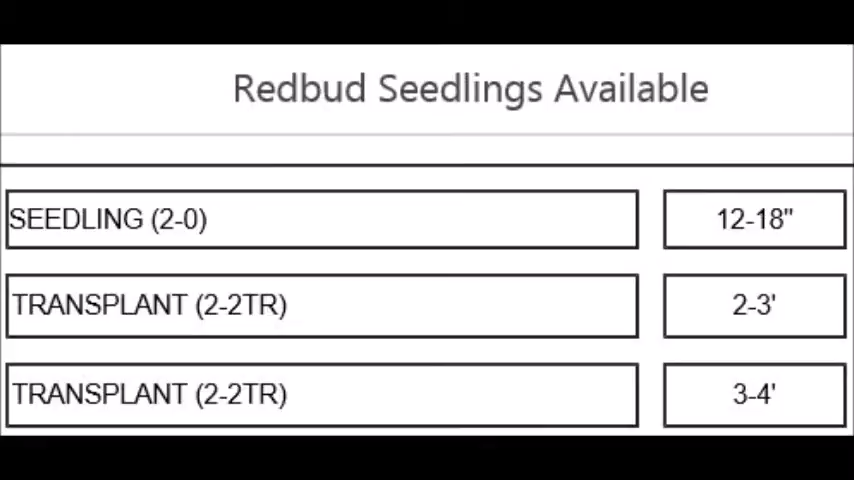 Redbud Seedlings Available
SEEDLING (2-0) 12-18"
TRANSPLANT (2-2TR) 2-3'
TRANSPLANT (2-2TR) 3-4'